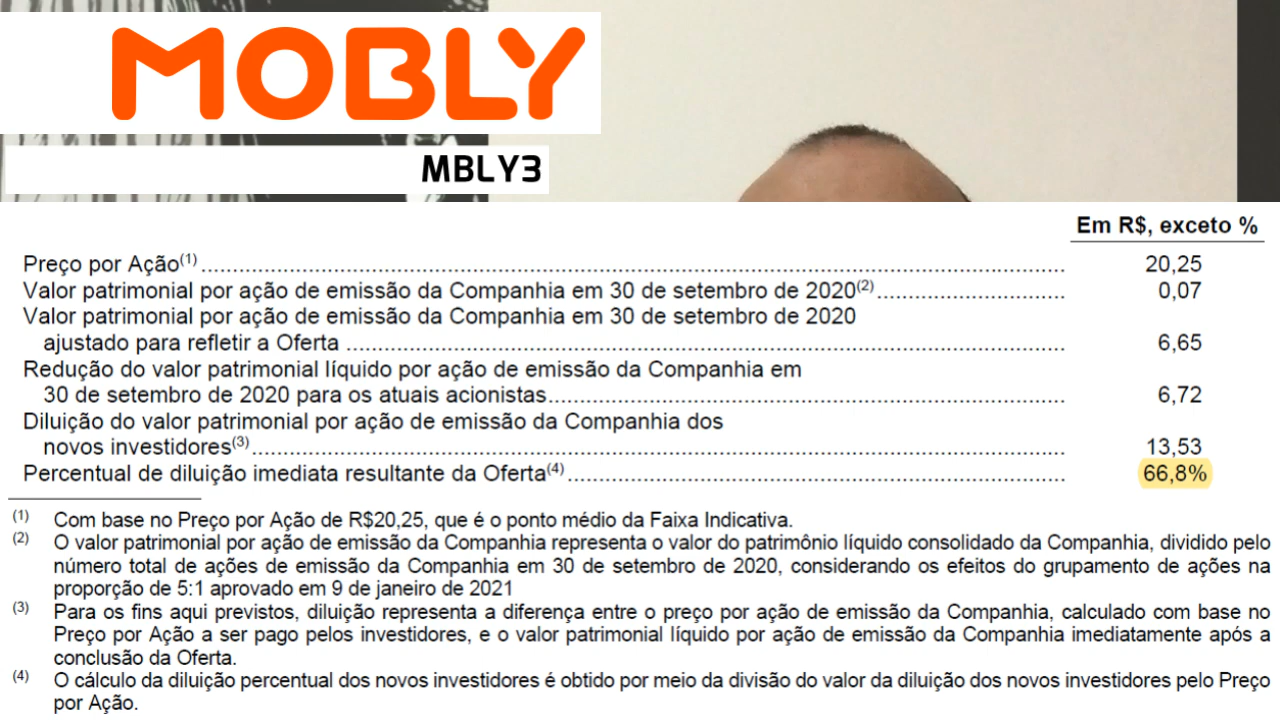 MOBLY
MBLY3
Em R$, exceto %
Preço por Ação(1) ........ 20,25
Valor patrimonial por ação de emissão da Companhia em 30 de setembro de 2020(2) ........ 0,07
Valor patrimonial por ação de emissão da Companhia em 30 de setembro de 2020
ajustado para refletir a Oferta ........ 6,65
Redução do valor patrimonial líquido por ação de emissão da Companhia em
30 de setembro de 2020 para os atuais acionistas ........ 6,72
Diluição do valor patrimonial por ação de emissão da Companhia dos
novos investidores(3) ........ 13,53
Percentual de diluição imediata resultante da Oferta(4) ........ 66,8%
(1) Com base no Preço por Ação de R$20,25, que é o ponto médio da Faixa Indicativa.
(2) O valor patrimonial por ação de emissão da Companhia representa o valor do patrimônio líquido consolidado da Companhia, dividido pelo
número total de ações de emissão da Companhia em 30 de setembro de 2020, considerando os efeitos do grupamento de ações na
proporção de 5:1 aprovado em 9 de janeiro de 2021
(3) Para os fins aqui previstos, diluição representa a diferença entre o preço por ação de emissão da Companhia, calculado com base no
Preço por Ação a ser pago pelos investidores, e o valor patrimonial líquido por ação de emissão da Companhia imediatamente após a
conclusão da Oferta.
(4) O cálculo da diluição percentual dos novos investidores é obtido por meio da divisão do valor da diluição dos novos investidores pelo Preço
por Ação.